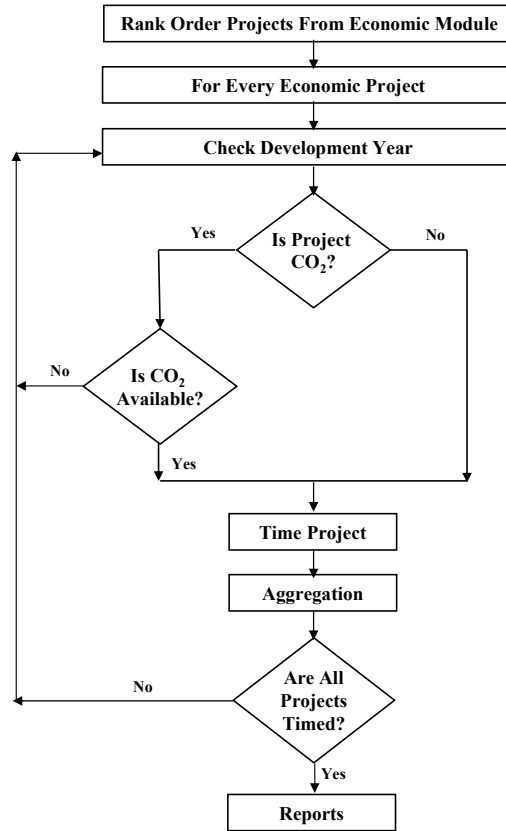 Rank Order Projects From Economic Module
For Every Economic Project
Check Development Year
Yes
Is Project
CO₂?
No
No
Is CO₂
Available?
Yes
Time Project
Aggregation
No
Are All
Projects
Timed?
Yes
Reports